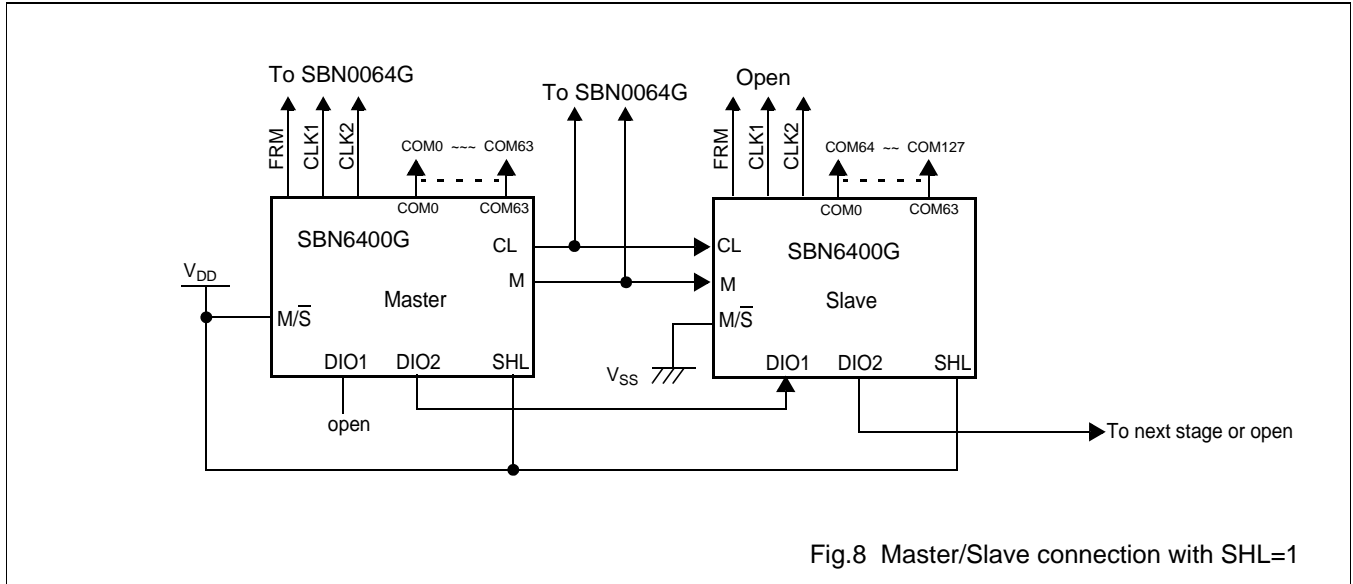 To SBN0064G
Open
To SBN0064G
FRM
CLK1
CLK2
COM0 ~~~ COM63
FRM
CLK1
CLK2
COM64 ~~ COM127
COM0
COM63
COM0
COM63
SBN6400G
CL
CL
SBN6400G
VDD
M
M
Master
Slave
M/S̅
M/S̅
DIO1
DIO2
SHL
VSS
DIO1
DIO2
SHL
open
To next stage or open
Fig.8 Master/Slave connection with SHL=1